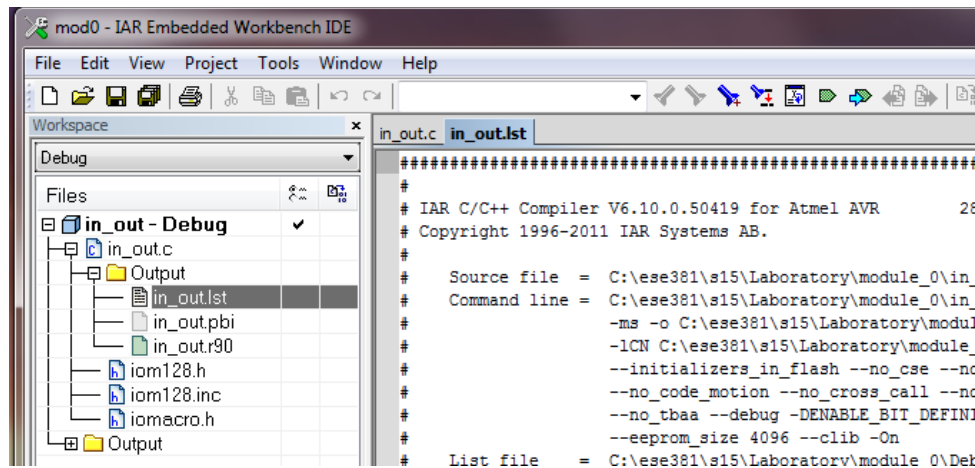 mod0 - IAR Embedded Workbench IDE
File Edit View Project Tools Window Help
Workspace x
in_out.c in_out.lst
Debug
Files
in_out - Debug
in_out.c
Output
in_out.lst
in_out.pbi
in_out.r90
iom128.h
iom128.inc
iomacro.h
Output
##########################################################
#
# IAR C/C++ Compiler V6.10.0.50419 for Atmel AVR 28
# Copyright 1996-2011 IAR Systems AB.
#
# Source file = C:\ese381\s15\Laboratory\module_0\in_
# Command line = C:\ese381\s15\Laboratory\module_0\in_
# -ms -o C:\ese381\s15\Laboratory\modul
# -lCN C:\ese381\s15\Laboratory\module_
# --initializers_in_flash --no_cse --no
# --no_code_motion --no_cross_call --no
# --no_tbaa --debug -DENABLE_BIT_DEFINI
# --eeprom_size 4096 --clib -On
# List file = C:\ese381\s15\Laboratory\module_0\Deb